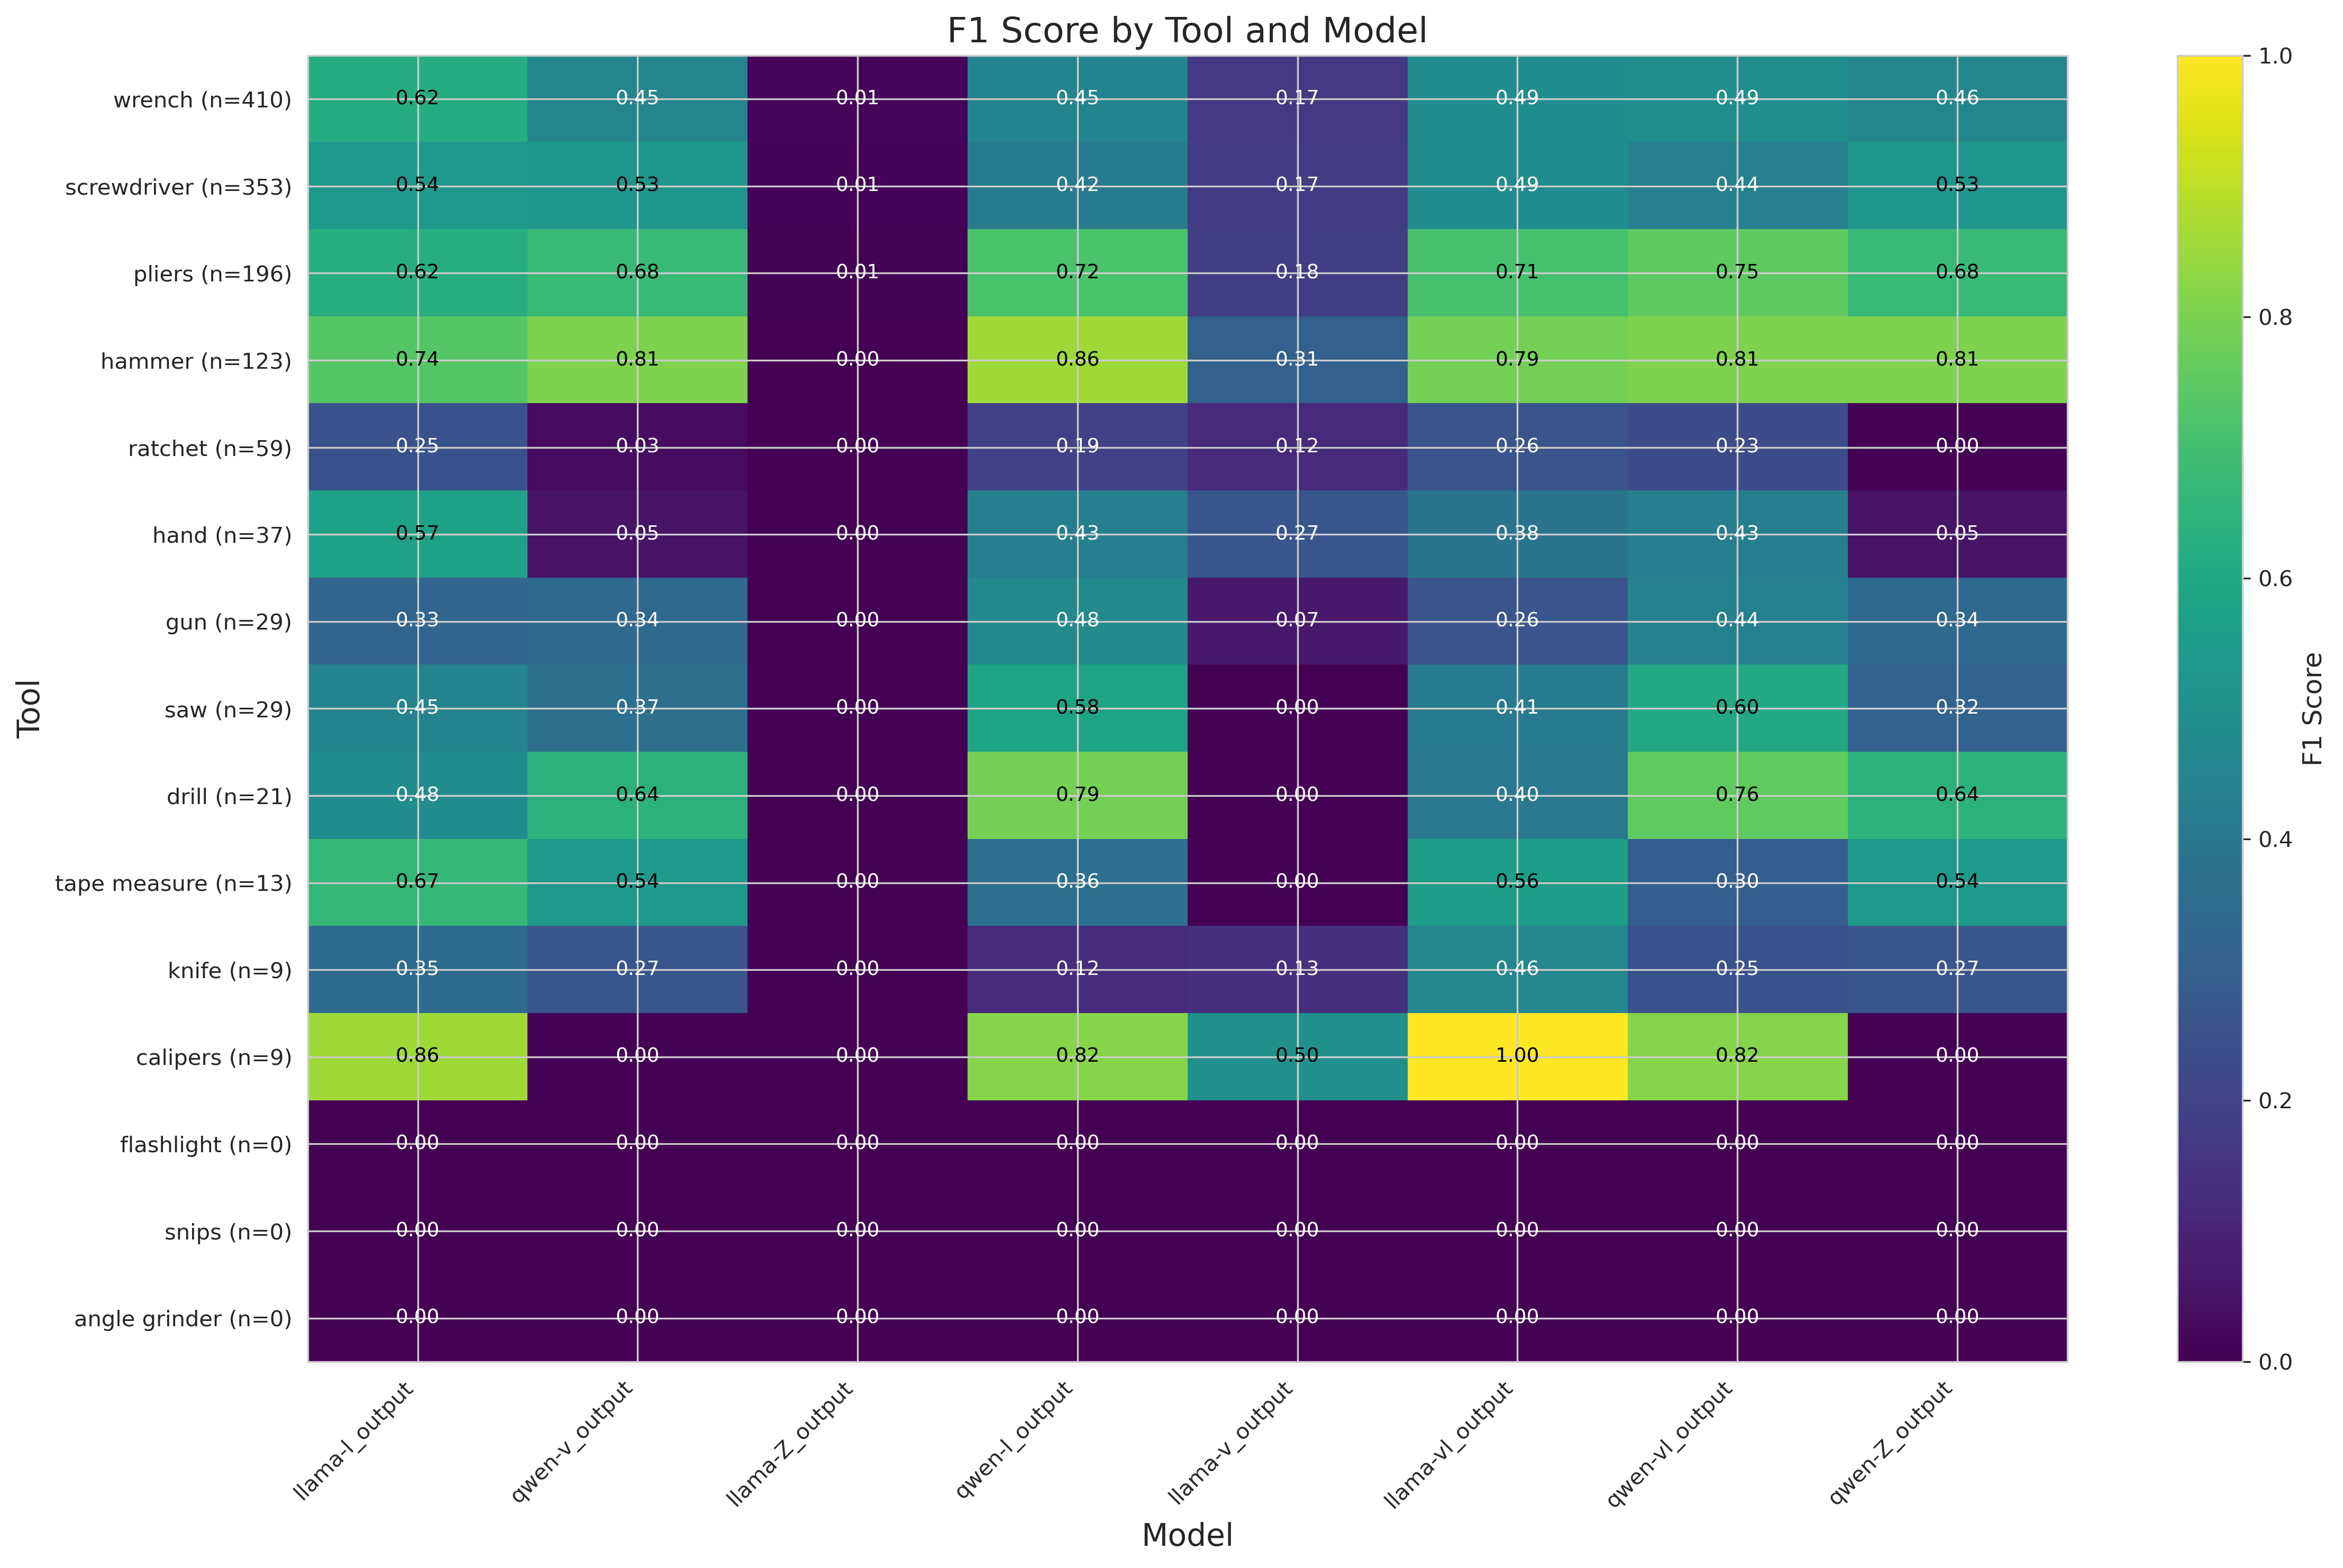 F1 Score by Tool and Model
wrench (n=410) 0.62 0.45 0.01 0.45 0.17 0.49 0.49 0.46
screwdriver (n=353) 0.54 0.53 0.01 0.42 0.17 0.49 0.44 0.53
pliers (n=196) 0.62 0.68 0.01 0.72 0.18 0.71 0.75 0.68
hammer (n=123) 0.74 0.81 0.00 0.86 0.31 0.79 0.81 0.81
ratchet (n=59) 0.25 0.03 0.00 0.19 0.12 0.26 0.23 0.00
hand (n=37) 0.57 0.05 0.00 0.43 0.27 0.38 0.43 0.05
gun (n=29) 0.33 0.34 0.00 0.48 0.07 0.26 0.44 0.34
saw (n=29) 0.45 0.37 0.00 0.58 0.00 0.41 0.60 0.32
drill (n=21) 0.48 0.64 0.00 0.79 0.00 0.40 0.76 0.64
tape measure (n=13) 0.67 0.54 0.00 0.36 0.00 0.56 0.30 0.54
knife (n=9) 0.35 0.27 0.00 0.12 0.13 0.46 0.25 0.27
calipers (n=9) 0.86 0.00 0.00 0.82 0.50 1.00 0.82 0.00
flashlight (n=0) 0.00 0.00 0.00 0.00 0.00 0.00 0.00 0.00
snips (n=0) 0.00 0.00 0.00 0.00 0.00 0.00 0.00 0.00
angle grinder (n=0) 0.00 0.00 0.00 0.00 0.00 0.00 0.00 0.00
Tool
llama-l_output
qwen-v_output
llama-Z_output
qwen-l_output
llama-v_output
llama-vl_output
qwen-vl_output
qwen-Z_output
Model
1.0
0.8
0.6
0.4
0.2
0.0
F1 Score